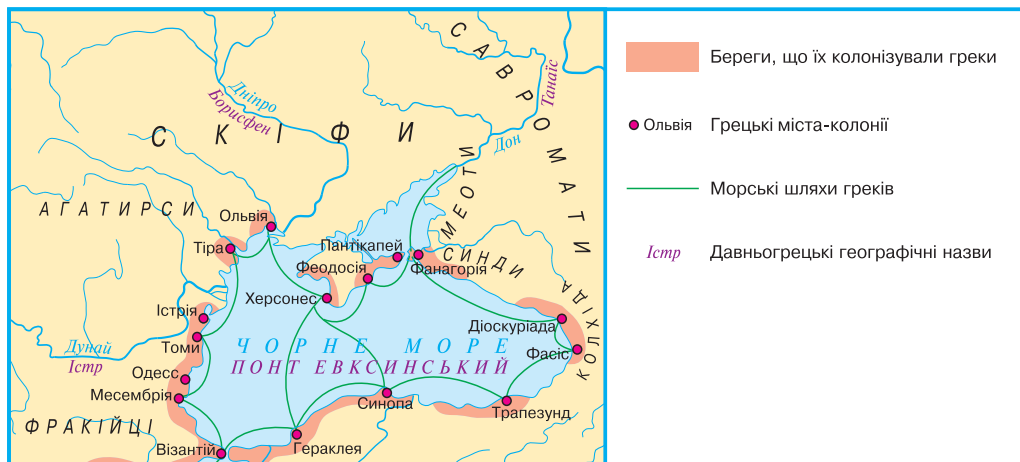 САВРОМАТИ
Танаїс
Дніпро
Борисфен
СКІФИ
Дон
МЕОТИ
АГАТИРСИ
Ольвія
Тіра
Пантікапей
СИНДИ
Феодосія
Фанагорія
Херсонес
КОЛХІДА
Істрія
Діоскуріада
Дунай
Істр
Томи
ЧОРНЕ МОРЕ
ПОНТ ЕВКСИНСЬКИЙ
Фасіс
Одесс
Месембрія
Синопа
Трапезунд
ФРАКІЙЦІ
Візантій
Гераклея
Береги, що їх колонізували греки
Ольвія Грецькі міста-колонії
Морські шляхи греків
Істр Давньогрецькі географічні назви